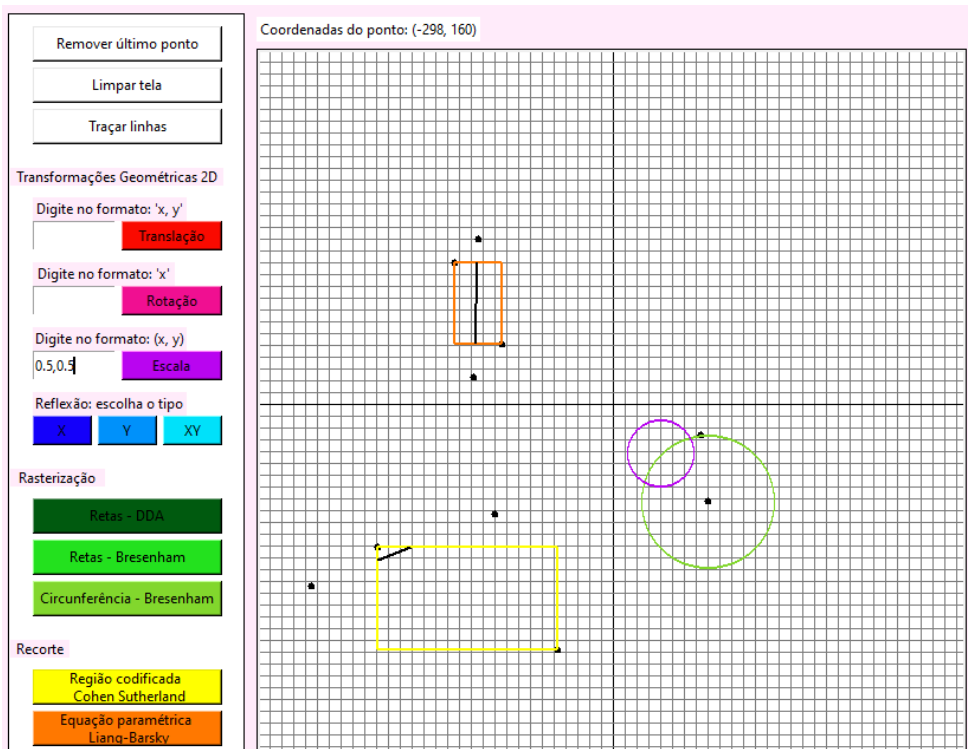 Coordenadas do ponto: (-298, 160)
Remover último ponto
Limpar tela
Traçar linhas
Transformações Geométricas 2D
Digite no formato: 'x, y'
Translação
Digite no formato: 'x'
Rotação
Digite no formato: (x, y)
0.5,0.5
Escala
Reflexão: escolha o tipo
X
Y
XY
Rasterização
Retas - DDA
Retas - Bresenham
Circunferência - Bresenham
Recorte
Região codificada
Cohen Sutherland
Equação paramétrica
Liang-Barsky